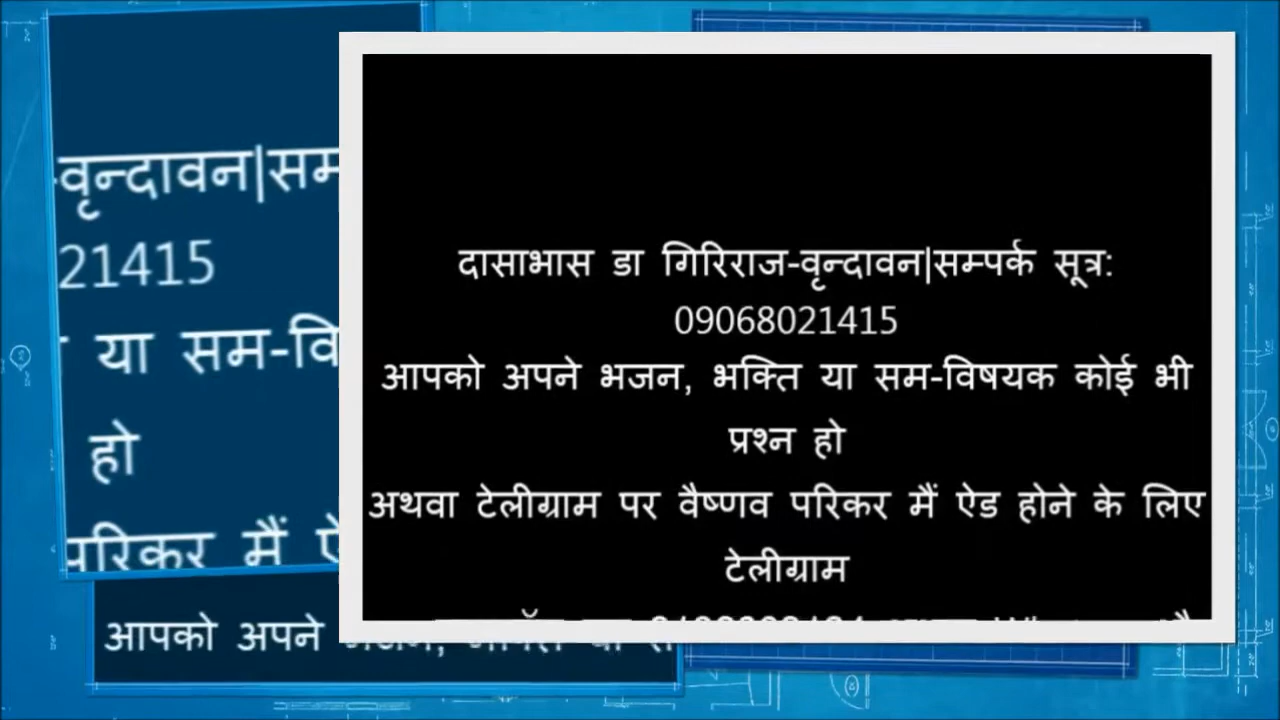 दासाभास डा गिरिराज-वृन्दावन|सम्पर्क सूत्र:
09068021415
आपको अपने भजन, भक्ति या सम-विषयक कोई भी
प्रश्न हो
अथवा टेलीग्राम पर वैष्णव परिकर मैं ऐड होने के लिए
टेलीग्राम
-वृन्दावन|सम
21415
या सम-वि
हो
परिकर मैं
आपको अपने